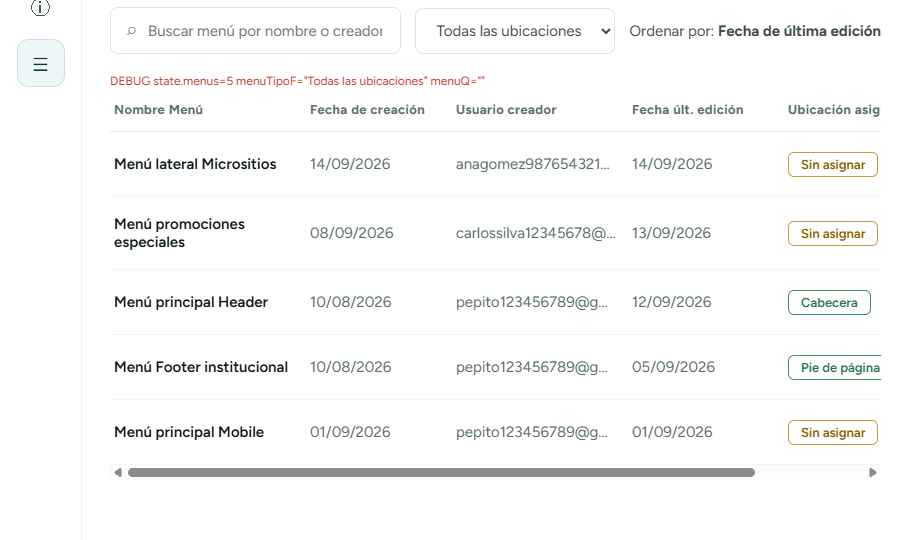 Buscar menú por nombre o creador
Todas las ubicaciones
Ordenar por: Fecha de última edición
DEBUG state.menus=5 menuTipoF="Todas las ubicaciones" menuQ=""
Nombre Menú Fecha de creación Usuario creador Fecha últ. edición Ubicación asig
Menú lateral Micrositios 14/09/2026 anagomez987654321... 14/09/2026 Sin asignar
Menú promociones
especiales 08/09/2026 carlossilva12345678@... 13/09/2026 Sin asignar
Menú principal Header 10/08/2026 pepito123456789@g... 12/09/2026 Cabecera
Menú Footer institucional 10/08/2026 pepito123456789@g... 05/09/2026 Pie de página
Menú principal Mobile 01/09/2026 pepito123456789@g... 01/09/2026 Sin asignar